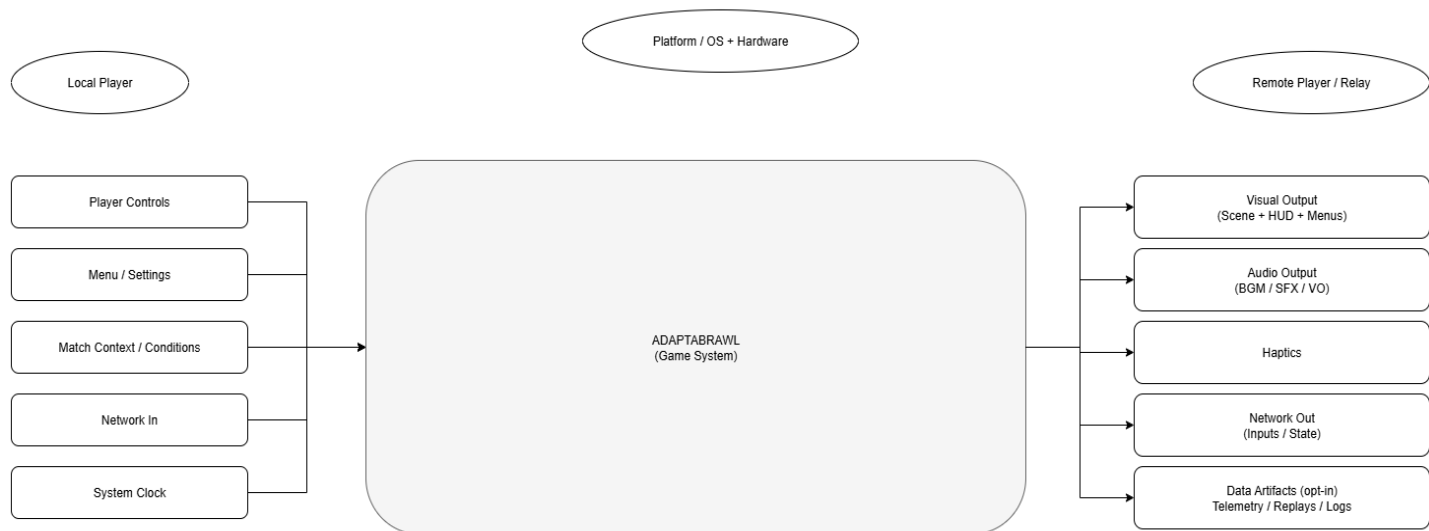 Platform / OS + Hardware
Local Player
Remote Player / Relay
Player Controls
Menu / Settings
Match Context / Conditions
Network In
System Clock
ADAPTABRAWL
(Game System)
Visual Output
(Scene + HUD + Menus)
Audio Output
(BGM / SFX / VO)
Haptics
Network Out
(Inputs / State)
Data Artifacts (opt-in)
Telemetry / Replays / Logs